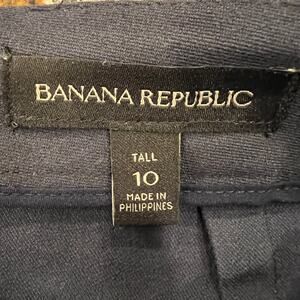 BANANA REPUBLIC
TALL
10
MADE IN
PHILIPPINES